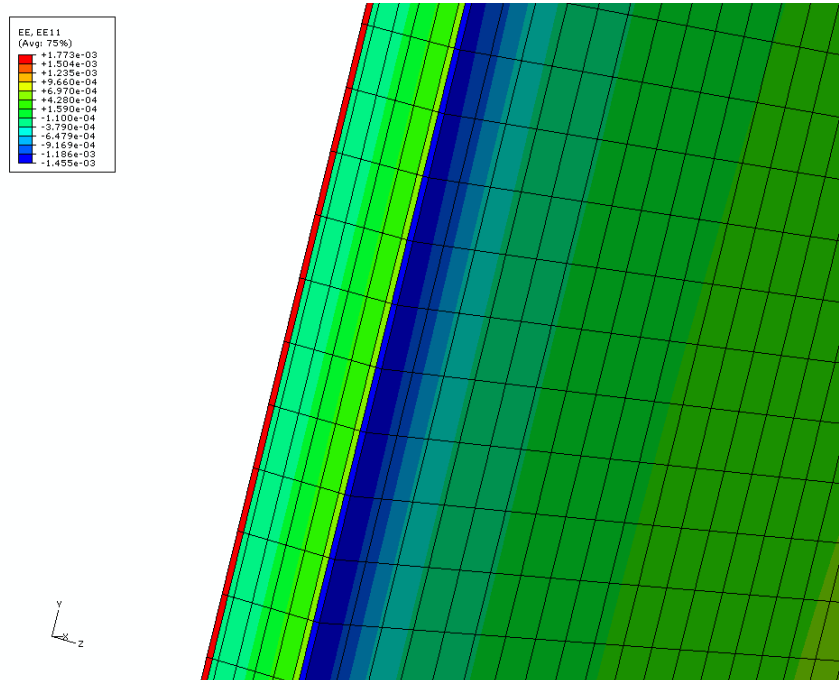 EE, EE11
(Avg: 75%)
+1.773e-03
+1.504e-03
+1.235e-03
+9.660e-04
+6.970e-04
+4.280e-04
+1.590e-04
-1.100e-04
-3.790e-04
-6.479e-04
-9.169e-04
-1.186e-03
-1.455e-03
Y
X
Z